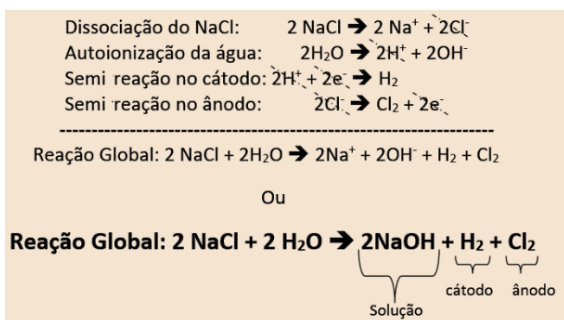 Dissociação do NaCl: 2 NaCl ➔ 2 Na⁺ + 2Cl⁻
Autoionização da água: 2H₂O ➔ 2H⁺ + 2OH⁻
Semi reação no cátodo: 2H⁺ + 2e⁻ ➔ H₂
Semi reação no ânodo: 2Cl⁻ ➔ Cl₂ + 2e⁻
Reação Global: 2 NaCl + 2H₂O ➔ 2Na⁺ + 2OH⁻ + H₂ + Cl₂
Ou
Reação Global: 2 NaCl + 2 H₂O ➔ 2NaOH + H₂ + Cl₂
cátodo ânodo
Solução